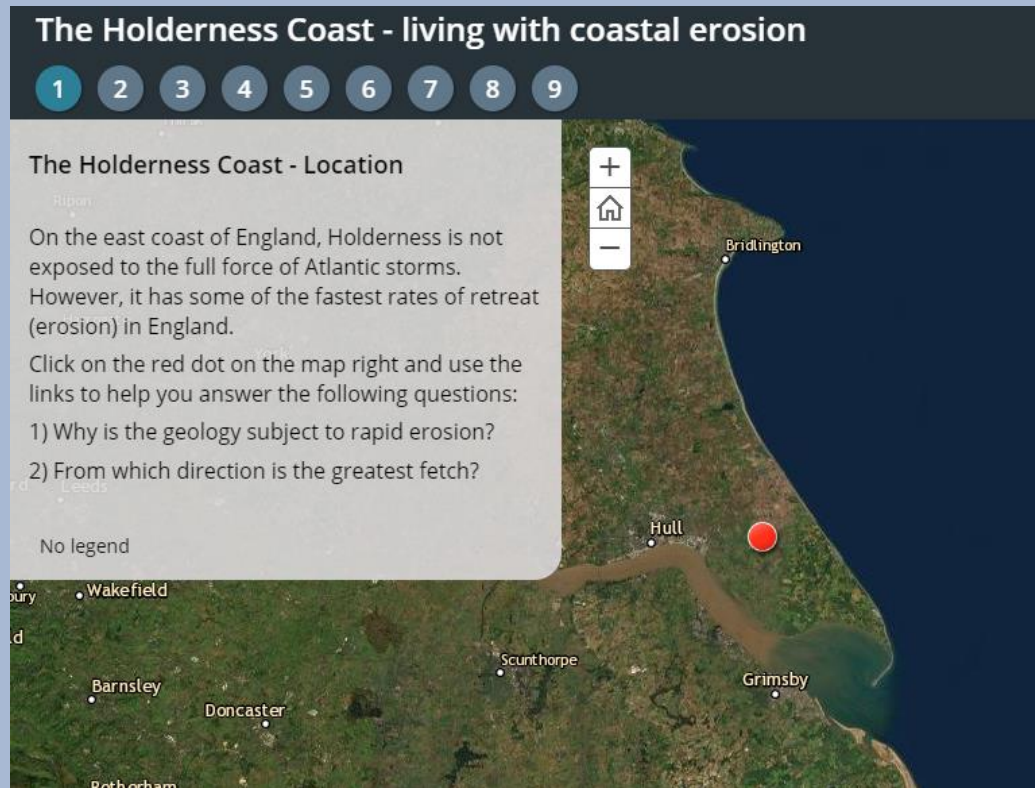 The Holderness Coast - living with coastal erosion
1 2 3 4 5 6 7 8 9
The Holderness Coast - Location
Ripon
On the east coast of England, Holderness is not
exposed to the full force of Atlantic storms.
However, it has some of the fastest rates of retreat
(erosion) in England.
Click on the red dot on the map right and use the
links to help you answer the following questions:
1) Why is the geology subject to rapid erosion?
2) From which direction is the greatest fetch?
Leeds
No legend
+
−
Bridlington
Hull
Wakefield
Scunthorpe
Grimsby
Barnsley
Doncaster
Rotherham